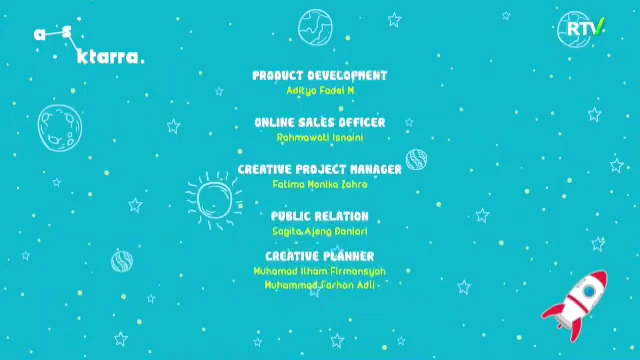 a s
ktarra.
RTV
PRODUCT DEVELOPMENT
Aditya Fadel M
ONLINE SALES OFFICER
Rahmawati Isnaini
CREATIVE PROJECT MANAGER
Fatima Monika Zahra
PUBLIC RELATION
Sagita Ajeng Daniari
CREATIVE PLANNER
Muhamad Ilham Firmansyah
Muhammad Farhan Adli